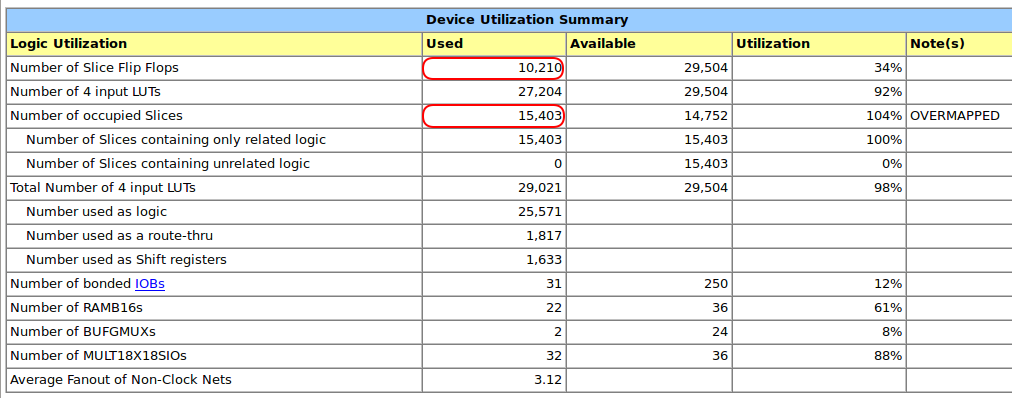 Device Utilization Summary
Logic Utilization Used Available Utilization Note(s)
Number of Slice Flip Flops 10,210 29,504 34%
Number of 4 input LUTs 27,204 29,504 92%
Number of occupied Slices 15,403 14,752 104% OVERMAPPED
Number of Slices containing only related logic 15,403 15,403 100%
Number of Slices containing unrelated logic 0 15,403 0%
Total Number of 4 input LUTs 29,021 29,504 98%
Number used as logic 25,571
Number used as a route-thru 1,817
Number used as Shift registers 1,633
Number of bonded IOBs 31 250 12%
Number of RAMB16s 22 36 61%
Number of BUFGMUXs 2 24 8%
Number of MULT18X18SIOs 32 36 88%
Average Fanout of Non-Clock Nets 3.12